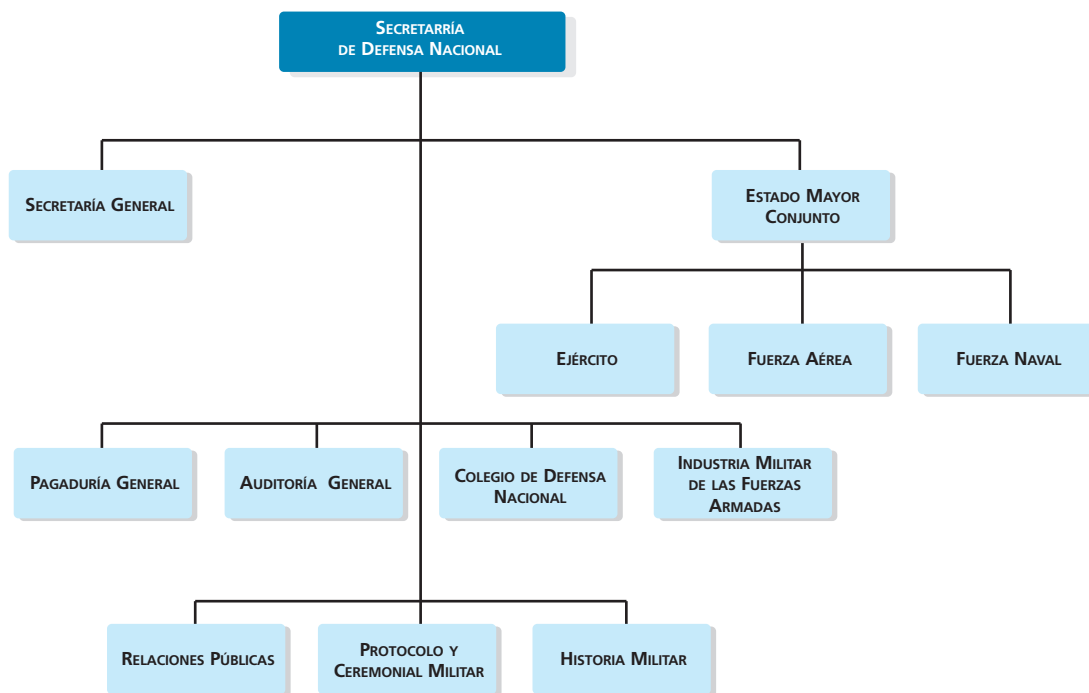 Secretarría
de Defensa Nacional
Secretaría General
Estado Mayor
Conjunto
Ejército
Fuerza Aérea
Fuerza Naval
Pagaduría General
Auditoría General
Colegio de Defensa
Nacional
Industria Militar
de las Fuerzas
Armadas
Relaciones Públicas
Protocolo y
Ceremonial Militar
Historia Militar